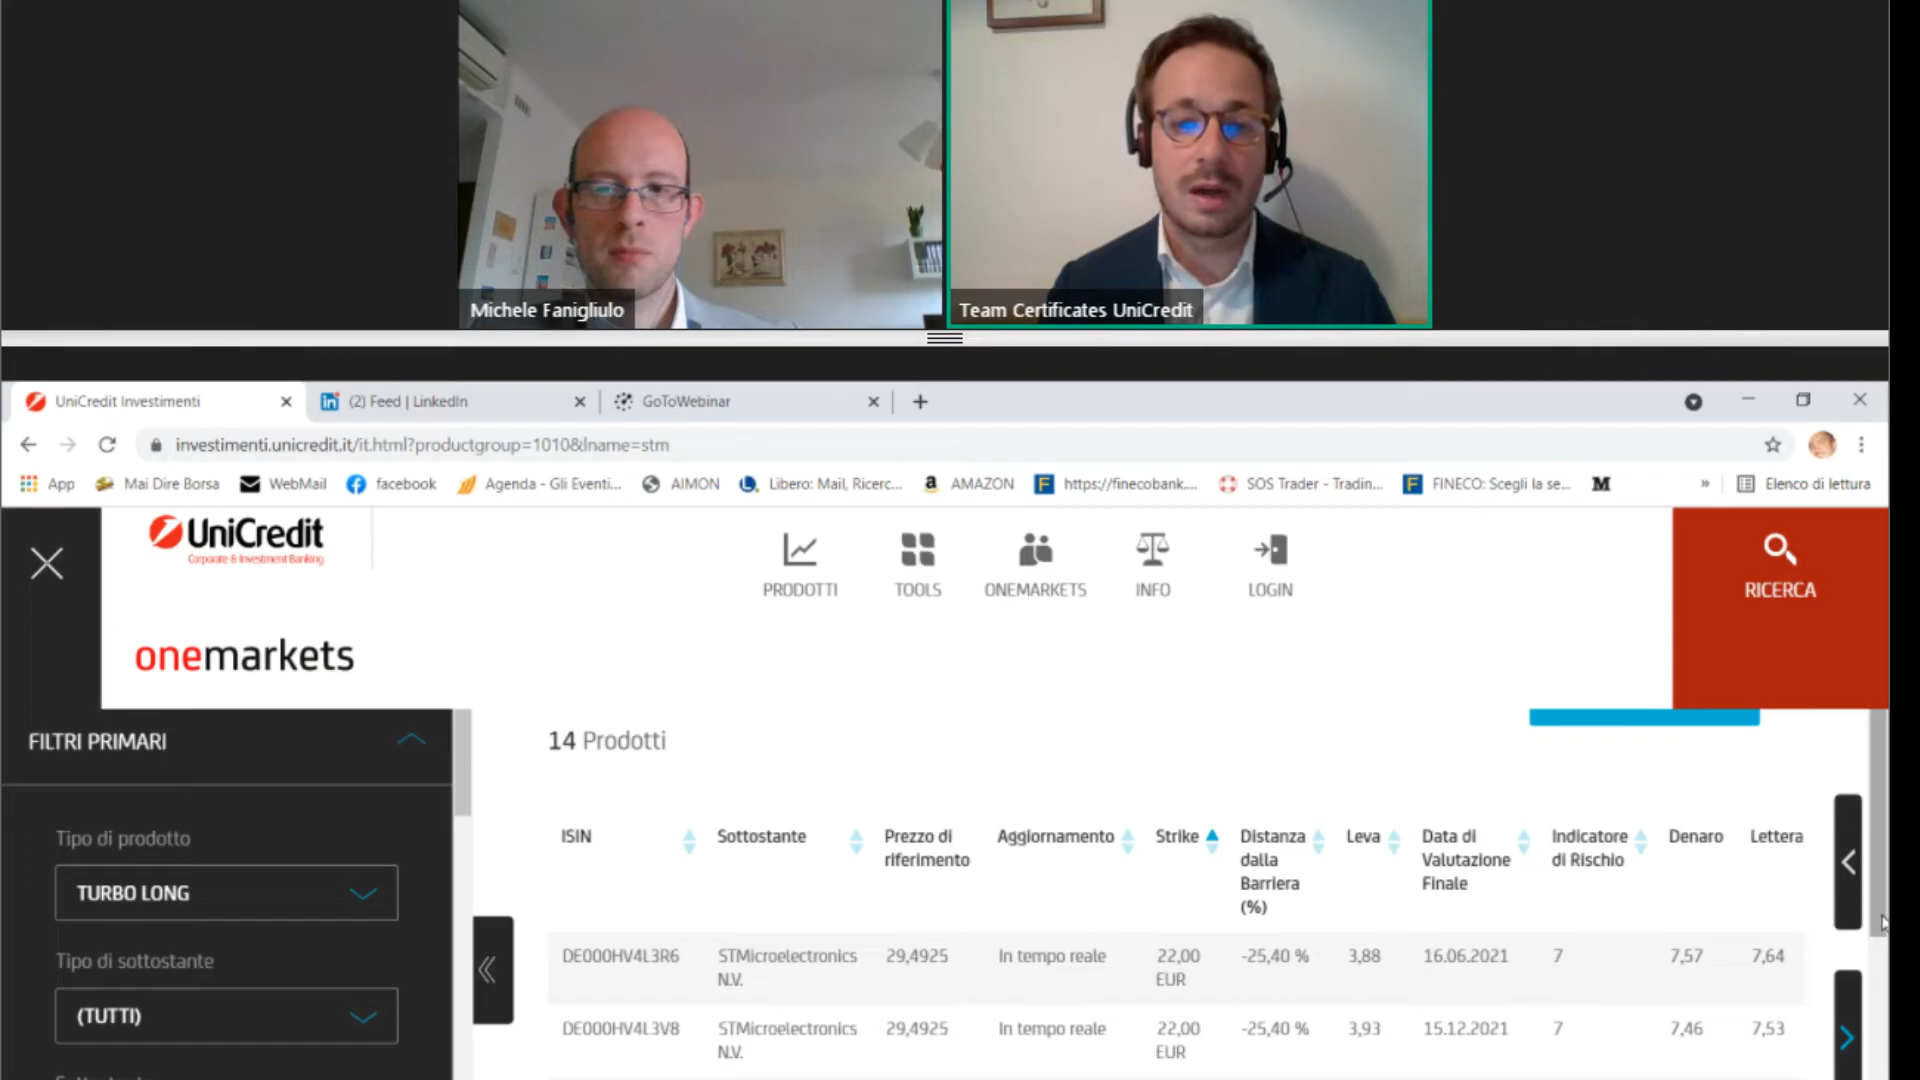 Michele Fanigliulo
Team Certificates UniCredit
UniCredit Investimenti
(2) Feed | LinkedIn
GoToWebinar
investimenti.unicredit.it/it.html?productgroup=1010&lname=stm
App
Mai Dire Borsa
WebMail
facebook
Agenda - Gli Eventi...
AIMON
Libero: Mail, Ricerc...
AMAZON
https://finecobank....
SOS Trader - Tradin...
FINECO: Scegli la se...
M
Elenco di lettura
UniCredit
Corporate & Investment Banking
PRODOTTI
TOOLS
ONEMARKETS
INFO
LOGIN
RICERCA
onemarkets
FILTRI PRIMARI
Tipo di prodotto
TURBO LONG
Tipo di sottostante
(TUTTI)
14 Prodotti
ISIN Sottostante Prezzo di riferimento Aggiornamento Strike Distanza dalla Barriera (%) Leva Data di Valutazione Finale Indicatore di Rischio Denaro Lettera
DE000HV4L3R6 STMicroelectronics N.V. 29,4925 In tempo reale 22,00 EUR -25,40 % 3,88 16.06.2021 7 7,57 7,64
DE000HV4L3V8 STMicroelectronics N.V. 29,4925 In tempo reale 22,00 EUR -25,40 % 3,93 15.12.2021 7 7,46 7,53